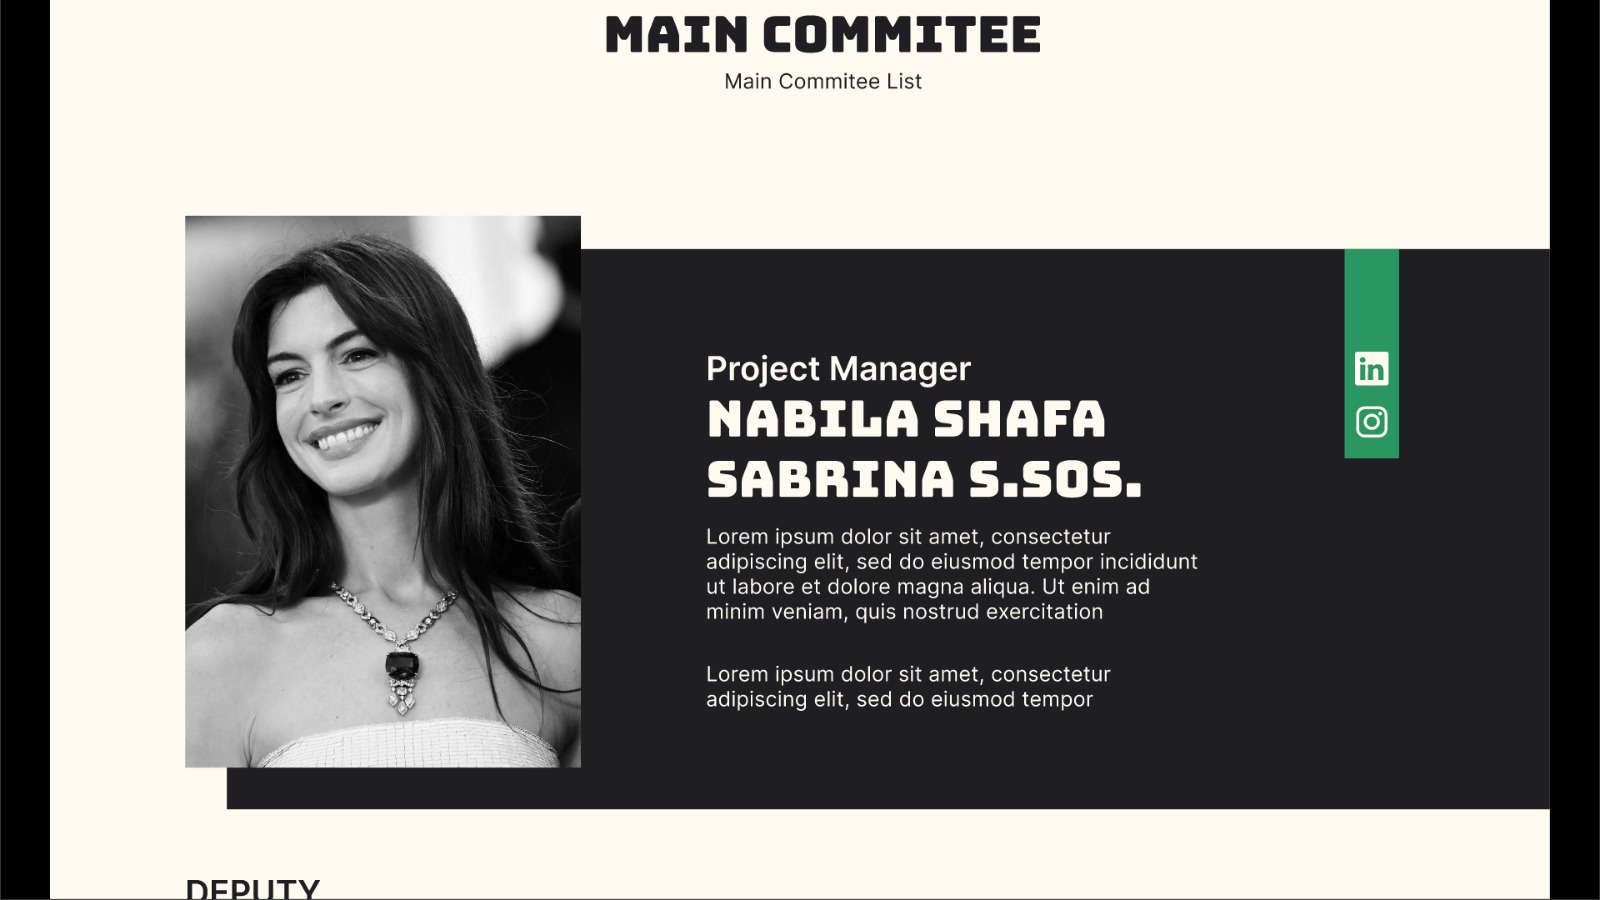 MAIN COMMITEE
Main Commitee List
Project Manager
NABILA SHAFA
SABRINA S.SOS.
Lorem ipsum dolor sit amet, consectetur
adipiscing elit, sed do eiusmod tempor incididunt
ut labore et dolore magna aliqua. Ut enim ad
minim veniam, quis nostrud exercitation
Lorem ipsum dolor sit amet, consectetur
adipiscing elit, sed do eiusmod tempor
in
DEPUTY